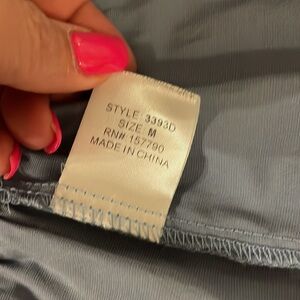 STYLE 3393D
SIZE M
RN# 157790
MADE IN CHINA